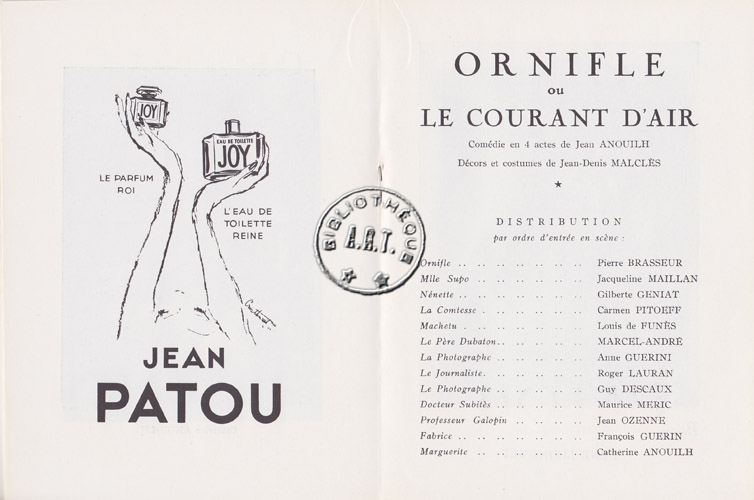 JOY
EAU DE TOILETTE
JOY
LE PARFUM
ROI
L'EAU DE
TOILETTE
REINE
JEAN
PATOU
BIBLIOTHÈQUE
A.R.T.
ORNIFLE
ou
LE COURANT D'AIR
Comédie en 4 actes de Jean ANOUILH
Décors et costumes de Jean-Denis MALCLÈS
DISTRIBUTION
par ordre d'entrée en scène :
Ornifle .. .. .. .. .. .. .. Pierre BRASSEUR
Mlle Supo .. .. .. .. .. .. Jacqueline MAILLAN
Nénette .. .. .. .. .. .. .. Gilberte GENIAT
La Comtesse .. .. .. .. .. Carmen PITOEFF
Machetu . .. .. .. .. .. .. Louis de FUNÈS
Le Père Dubaton.. .. .. .. .. MARCEL-ANDRÉ
La Photographe .. .. .. .. .. Anne GUERINI
Le Journaliste. .. .. .. .. .. Roger LAURAN
Le Photographe .. .. .. .. .. Guy DESCAUX
Docteur Subitès .. .. .. .. .. Maurice MERIC
Professeur Galopin .. .. .. .. Jean OZENNE
Fabrice .. .. .. .. .. .. .. François GUERIN
Marguerite .. .. .. .. .. .. Catherine ANOUILH